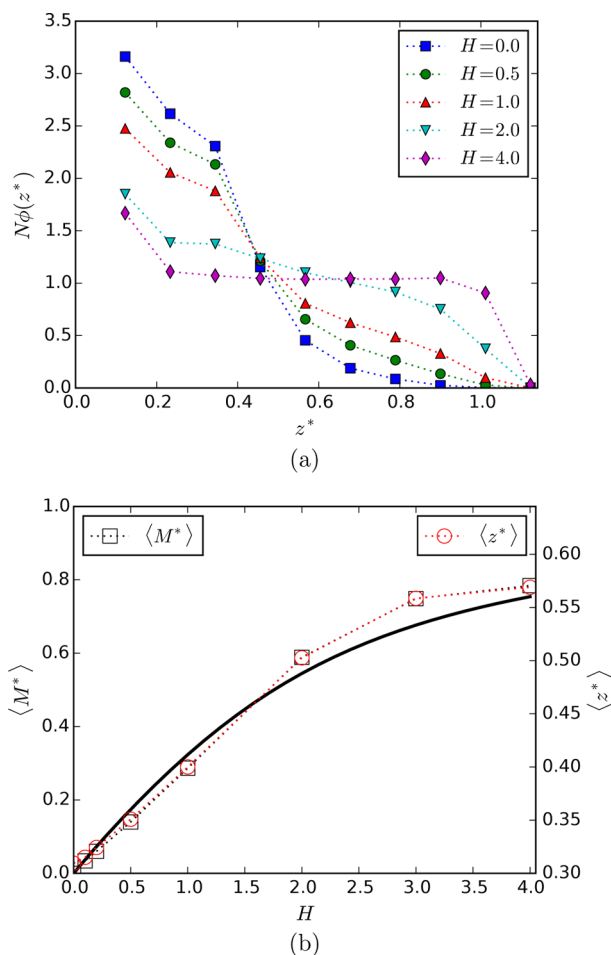 3.5
3.0
2.5
2.0
1.5
1.0
0.5
0.0
Nϕ(z*)
H=0.0
H=0.5
H=1.0
H=2.0
H=4.0
0.0 0.2 0.4 0.6 0.8 1.0
z*
(a)
1.0
0.8
0.6
0.4
0.2
0.0
⟨M*⟩
⟨M*⟩
⟨z*⟩
0.60
0.55
0.50
0.45
0.40
0.35
0.30
⟨z*⟩
0.0 0.5 1.0 1.5 2.0 2.5 3.0 3.5 4.0
H
(b)